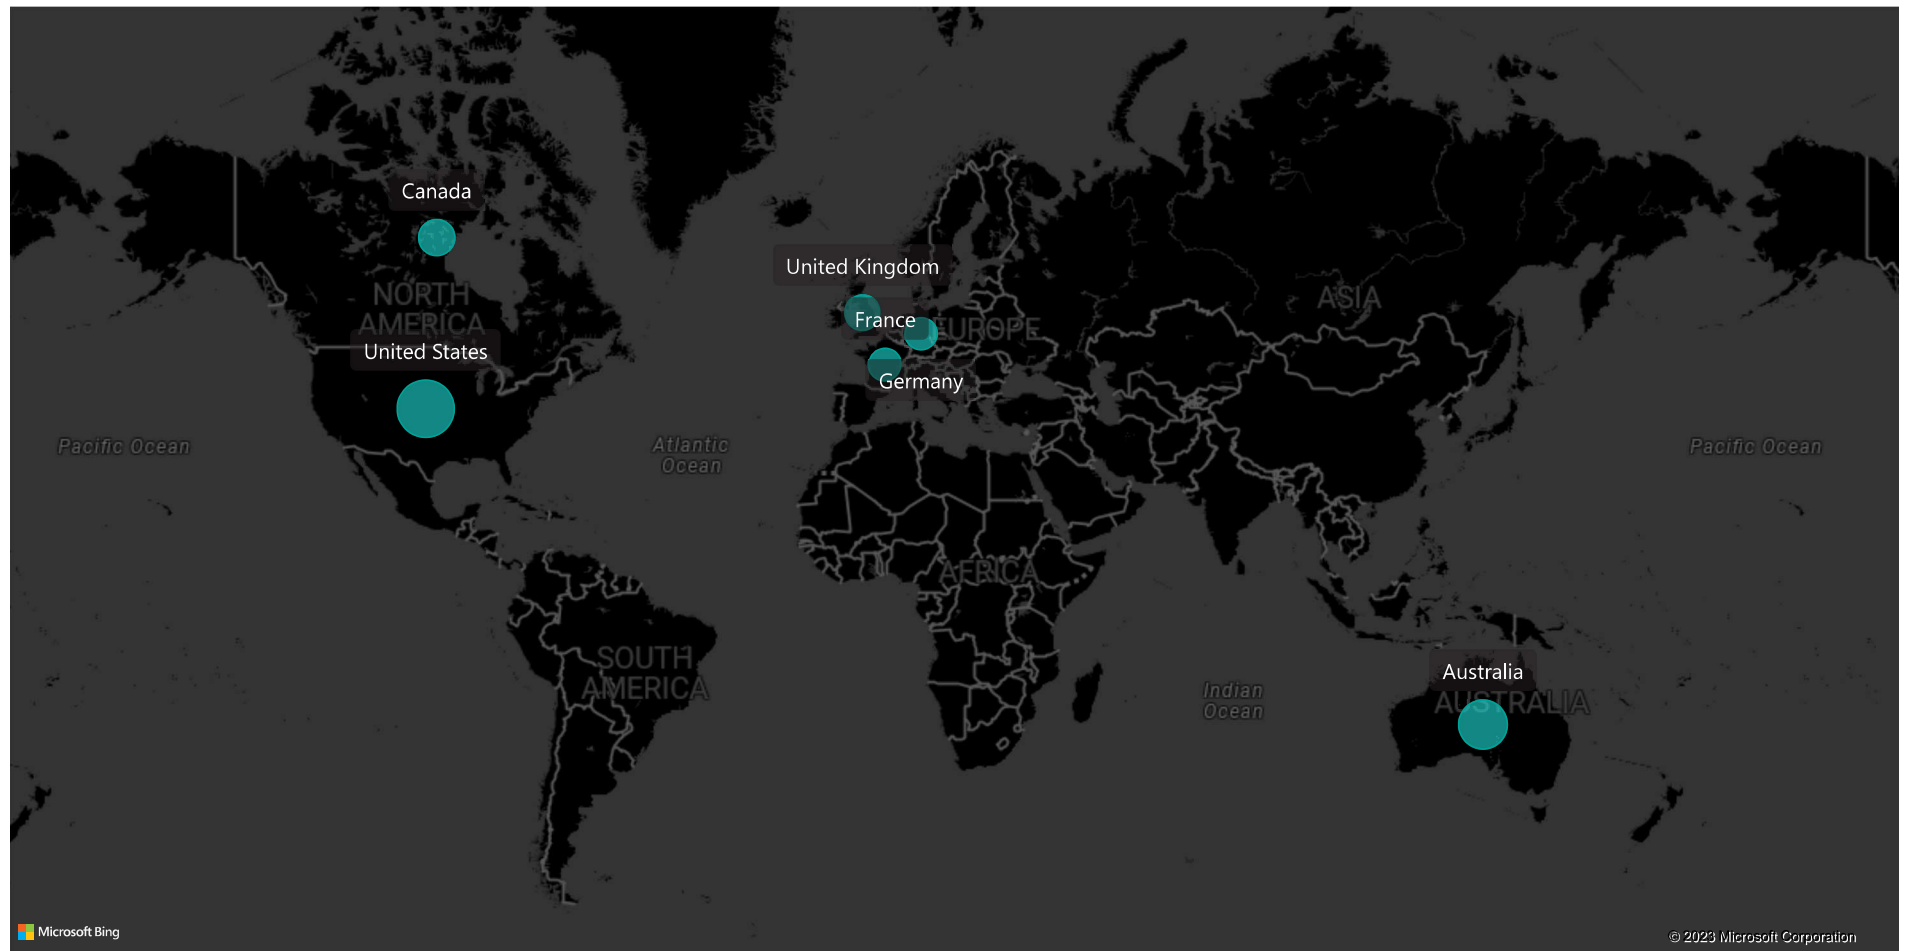 Canada
United Kingdom
NORTH
AMERICA
ASIA
France
EUROPE
United States
Germany
Pacific Ocean
Atlantic
Ocean
Pacific Ocean
AFRICA
SOUTH
AMERICA
Australia
AUSTRALIA
Indian
Ocean
Microsoft Bing
© 2023 Microsoft Corporation